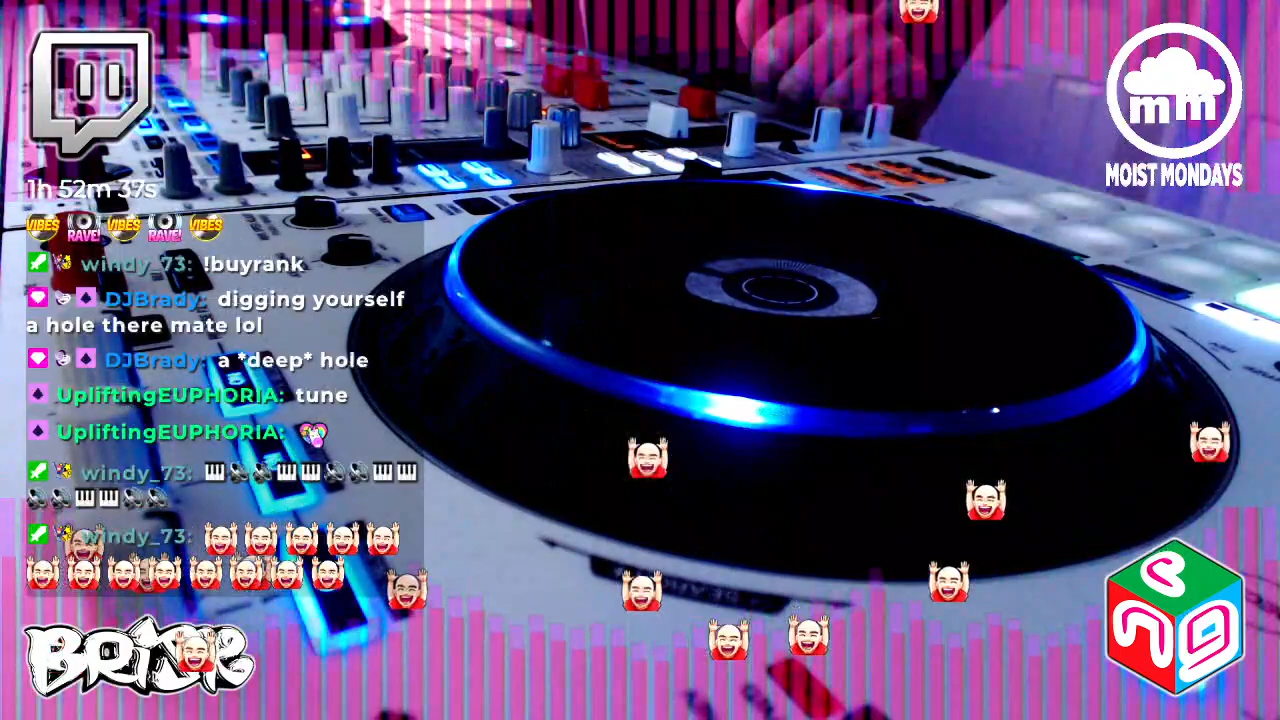 mm
MOIST MONDAYS
1h 52m 37s
VIBES RAVE! VIBES RAVE! VIBES
windy_73: !buyrank
DJBrady: digging yourself
a hole there mate lol
DJBrady: a *deep* hole
UpliftingEUPHORIA: tune
UpliftingEUPHORIA:
windy_73:
windy_73: